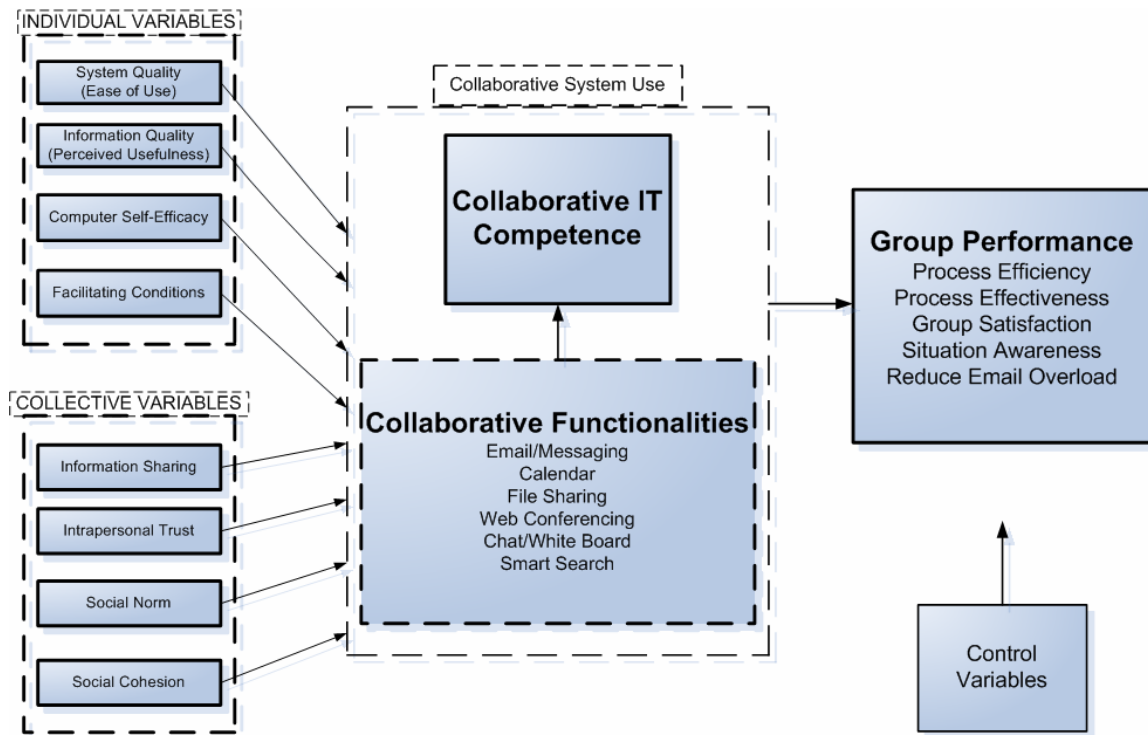 INDIVIDUAL VARIABLES
System Quality
(Ease of Use)
Information Quality
(Perceived Usefulness)
Computer Self-Efficacy
Facilitating Conditions
COLLECTIVE VARIABLES
Information Sharing
Intrapersonal Trust
Social Norm
Social Cohesion
Collaborative System Use
Collaborative IT
Competence
Collaborative Functionalities
Email/Messaging
Calendar
File Sharing
Web Conferencing
Chat/White Board
Smart Search
Group Performance
Process Efficiency
Process Effectiveness
Group Satisfaction
Situation Awareness
Reduce Email Overload
Control
Variables